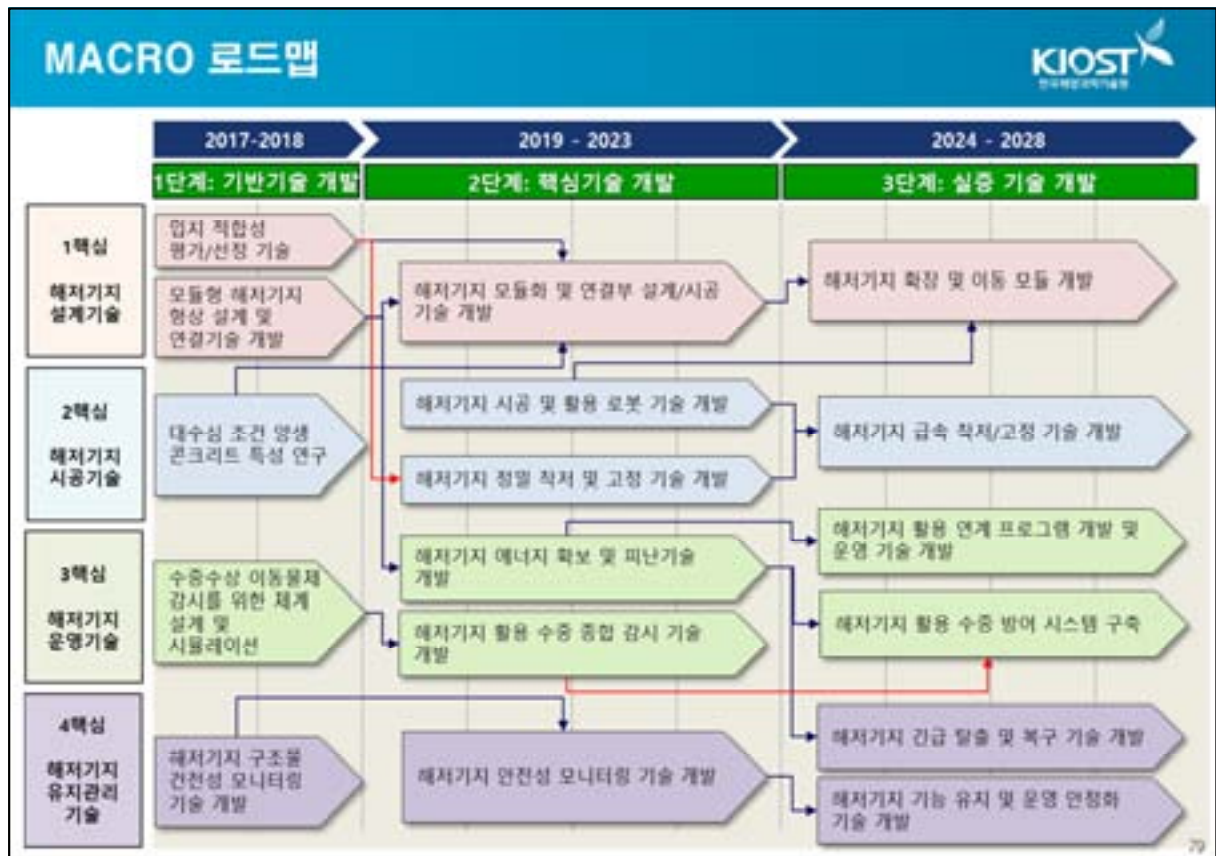 MACRO 로드맵
KIOST
한국해양과학기술원
2017-2018
2019 - 2023
2024 - 2028
1단계: 기반기술 개발
2단계: 핵심기술 개발
3단계: 실증 기술 개발
1핵심
해저기지
설계기술
입지 적합성
평가/선정 기술
모듈형 해저기지
형상 설계 및
연결기술 개발
해저기지 모듈화 및 연결부 설계/시공
기술 개발
해저기지 확장 및 이동 모듈 개발
2핵심
해저기지
시공기술
대수심 조건 양생
콘크리트 특성 연구
해저기지 시공 및 활용 로봇 기술 개발
해저기지 정밀 착저 및 고정 기술 개발
해저기지 급속 착저/고정 기술 개발
3핵심
해저기지
운영기술
수중수상 이동물체
감시를 위한 체계
설계 및
시뮬레이션
해저기지 에너지 확보 및 피난기술
개발
해저기지 활용 수중 종합 감시 기술
개발
해저기지 활용 연계 프로그램 개발 및
운영 기술 개발
해저기지 활용 수중 방어 시스템 구축
4핵심
해저기지
유지관리
기술
해저기지 구조물
건전성 모니터링
기술 개발
해저기지 안전성 모니터링 기술 개발
해저기지 긴급 탈출 및 복구 기술 개발
해저기지 기능 유지 및 운영 안정화
기술 개발
79